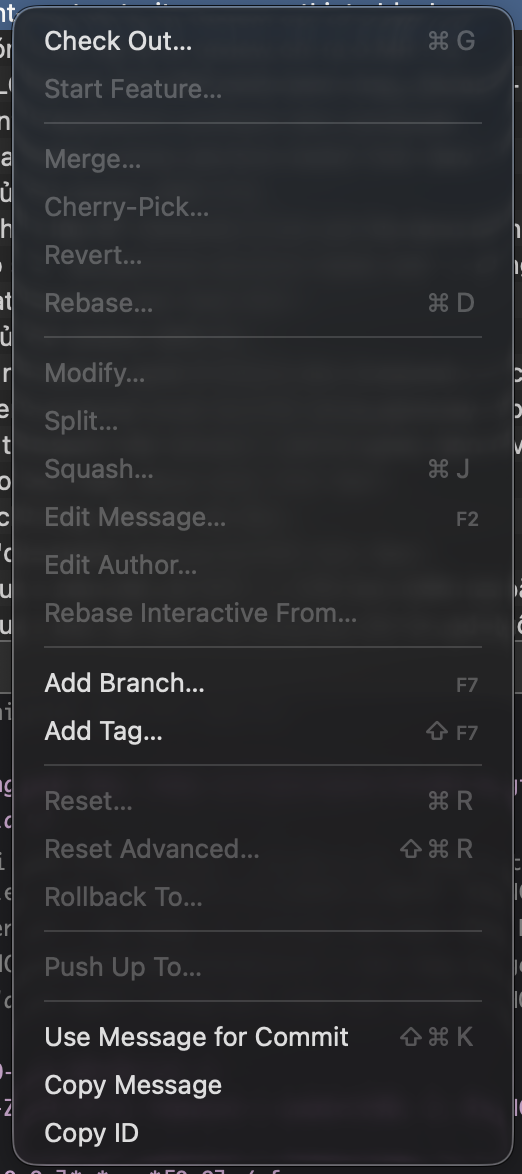 Check Out... ⌘ G
Start Feature...
Merge...
Cherry-Pick...
Revert...
Rebase... ⌘ D
Modify...
Split...
Squash... ⌘ J
Edit Message... F2
Edit Author...
Rebase Interactive From...
Add Branch... F7
Add Tag... ⇧ F7
Reset... ⌘ R
Reset Advanced... ⇧ ⌘ R
Rollback To...
Push Up To...
Use Message for Commit ⇧ ⌘ K
Copy Message
Copy ID